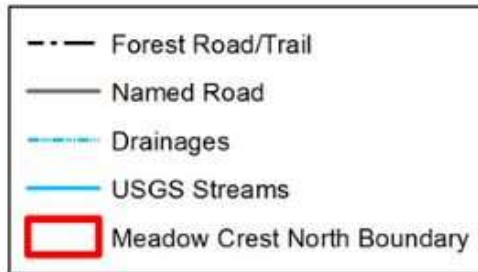 Forest Road/Trail
Named Road
Drainages
USGS Streams
Meadow Crest North Boundary